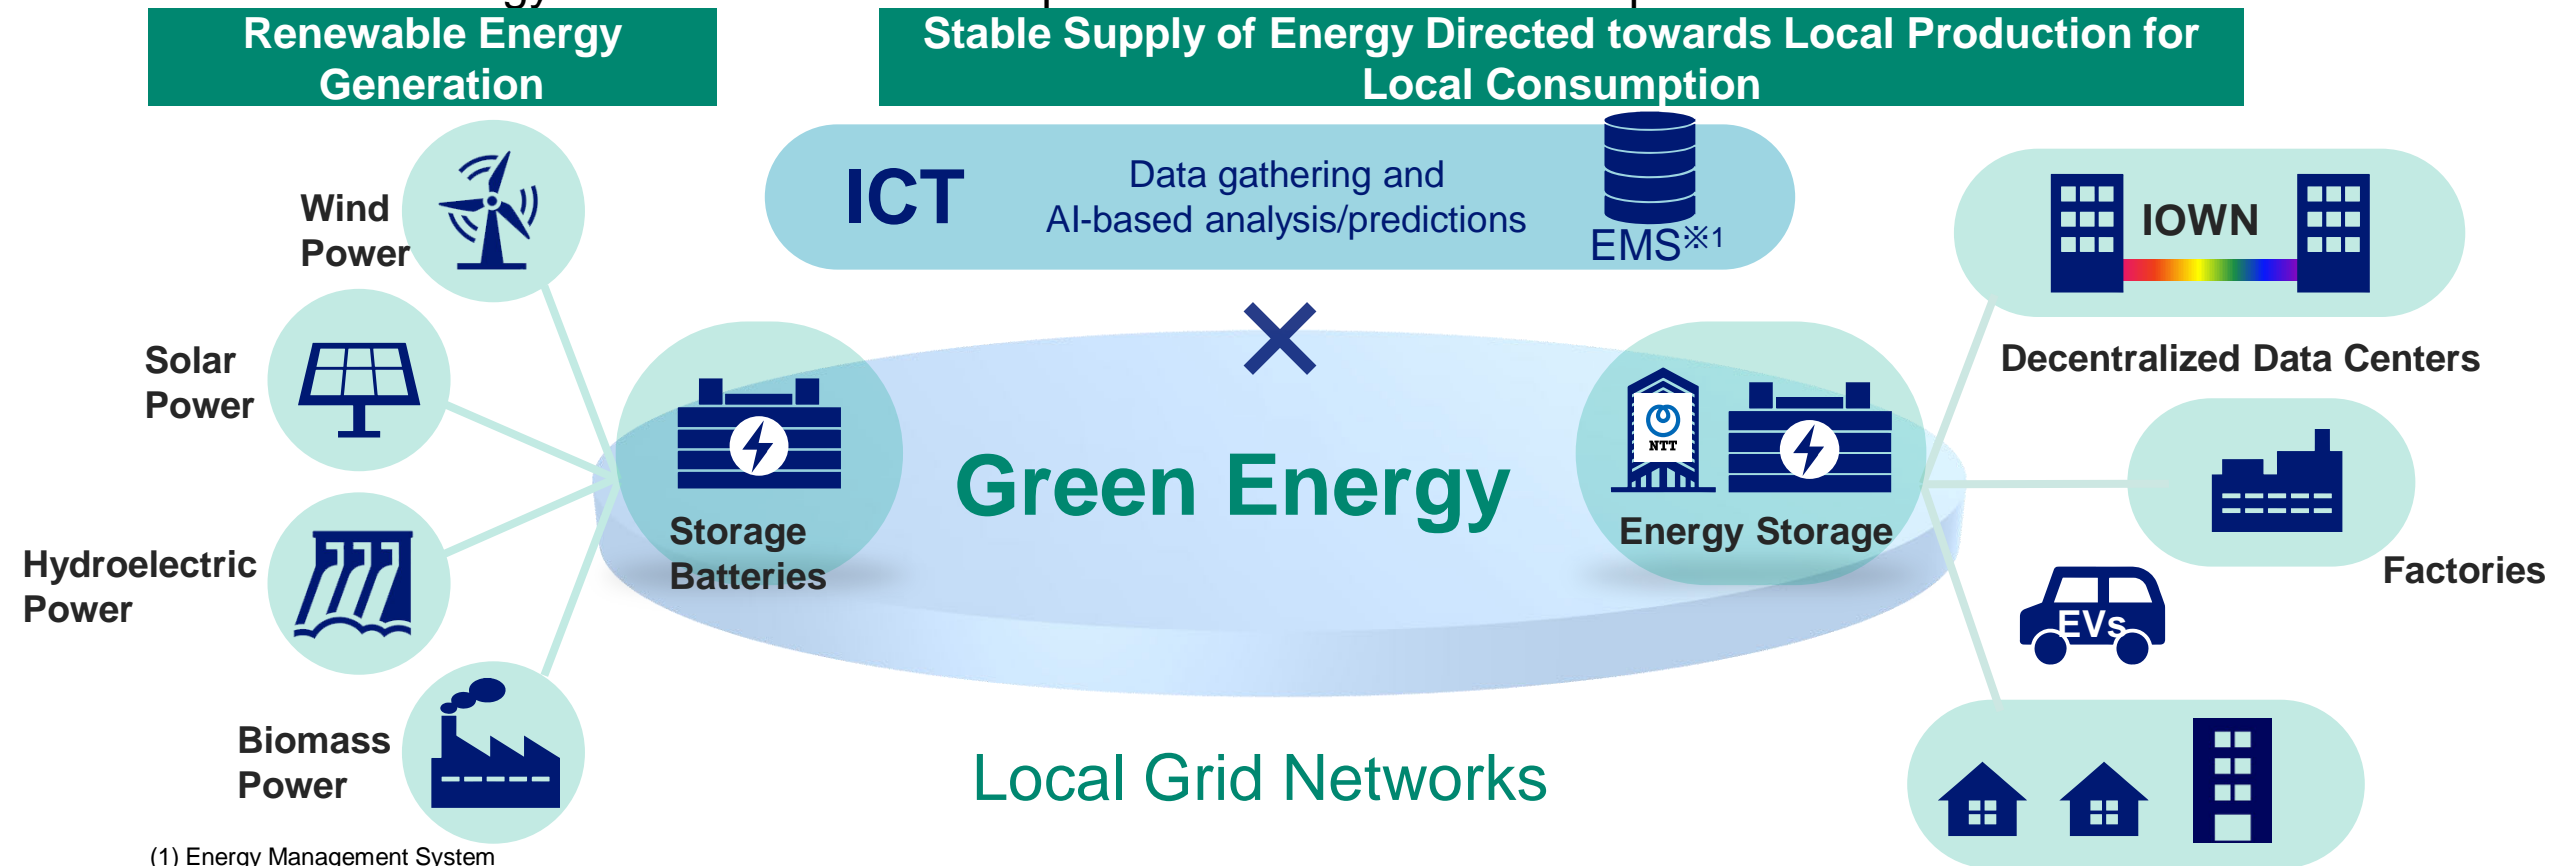 Renewable Energy
Generation
Stable Supply of Energy Directed towards Local Production for
Local Consumption
ICT
Data gathering and
AI-based analysis/predictions
EMS※1
Wind
Power
IOWN
Solar
Power
Decentralized Data Centers
NTT
Green Energy
Storage
Batteries
Energy Storage
Hydroelectric
Power
Factories
EVs
Biomass
Power
Local Grid Networks
(1) Energy Management System